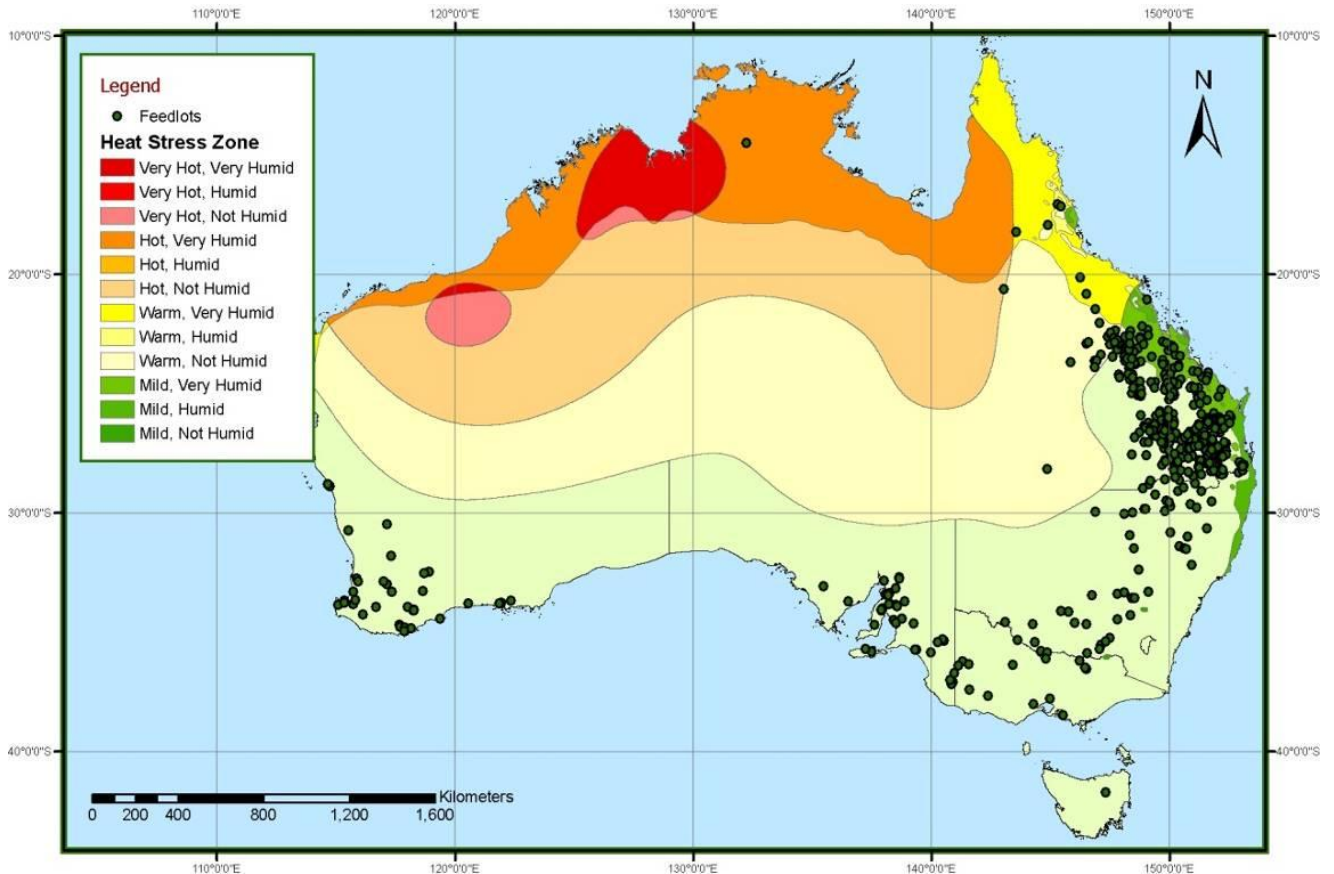 110°0'0"E 120°0'0"E 130°0'0"E 140°0'0"E 150°0'0"E
10°0'0"S 10°0'0"S
Legend
Feedlots
Heat Stress Zone
Very Hot, Very Humid
Very Hot, Humid
Very Hot, Not Humid
Hot, Very Humid
Hot, Humid
Hot, Not Humid
Warm, Very Humid
Warm, Humid
Warm, Not Humid
Mild, Very Humid
Mild, Humid
Mild, Not Humid
N
20°0'0"S 20°0'0"S
30°0'0"S 30°0'0"S
40°0'0"S 40°0'0"S
Kilometers
0 200 400 800 1,200 1,600
110°0'0"E 120°0'0"E 130°0'0"E 140°0'0"E 150°0'0"E